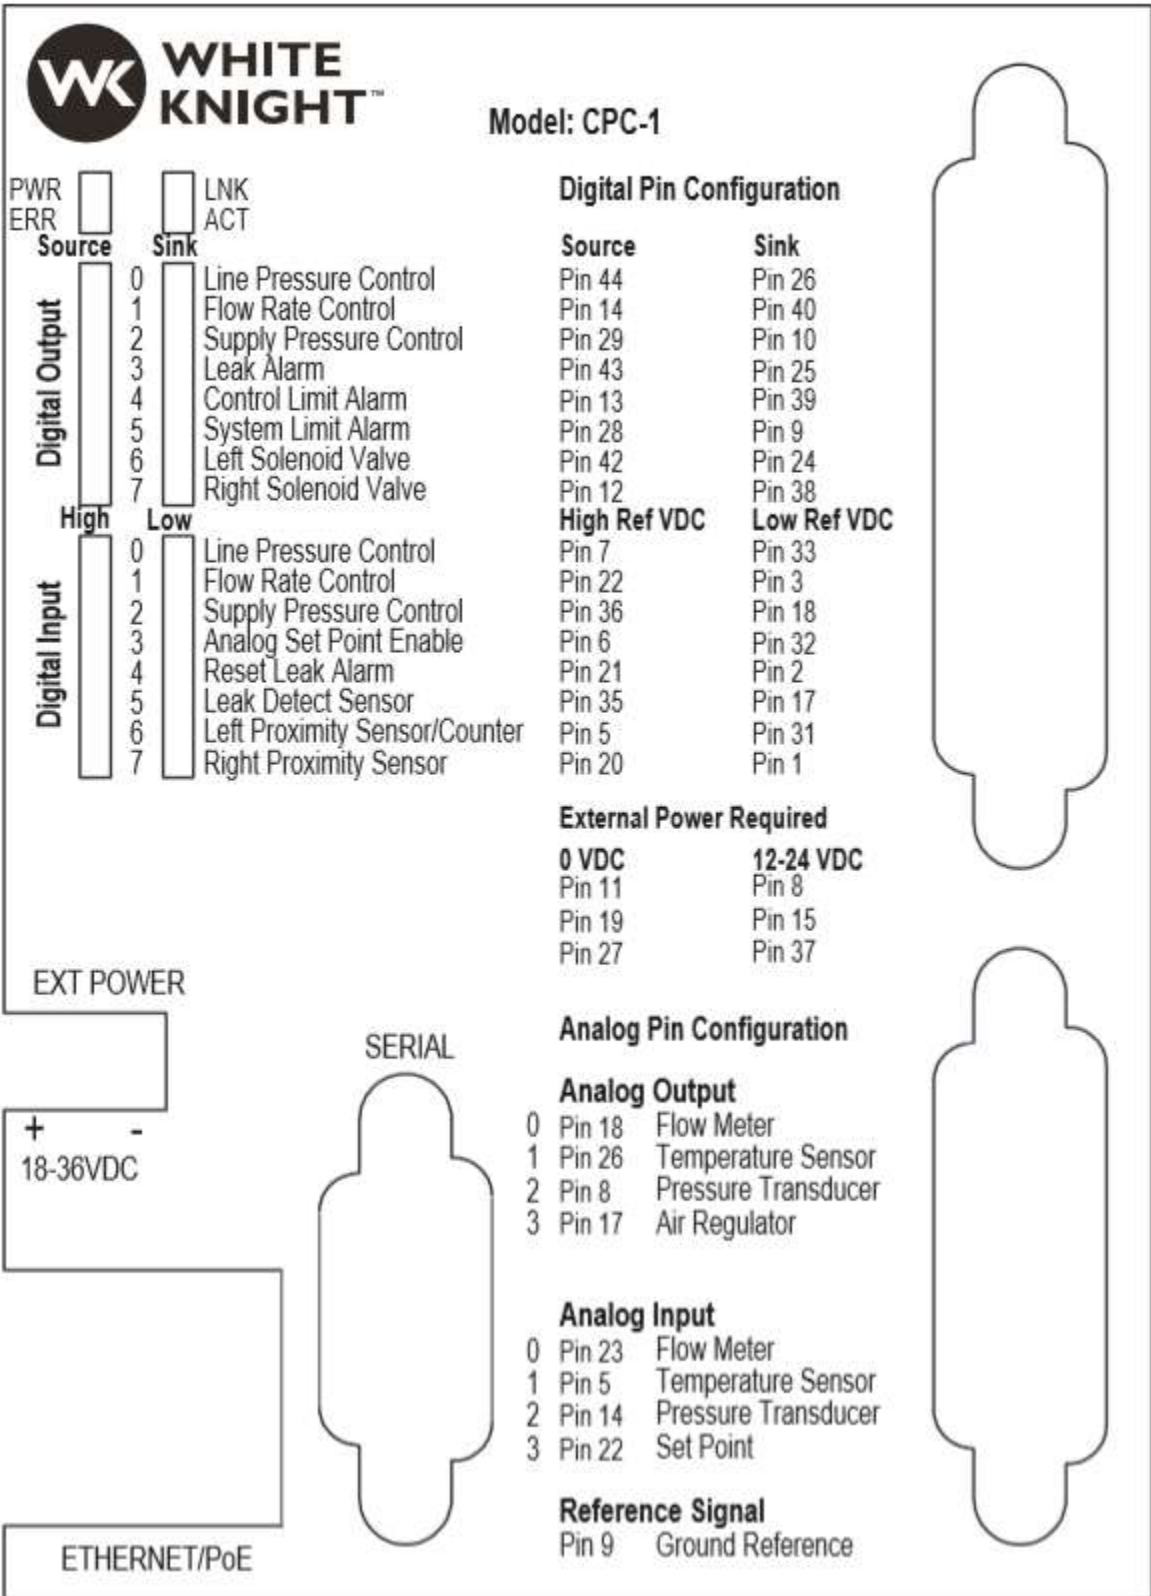 WK WHITE KNIGHT™
Model: CPC-1
PWR LNK
ERR ACT
Source Sink
Digital Output
0 Line Pressure Control
1 Flow Rate Control
2 Supply Pressure Control
3 Leak Alarm
4 Control Limit Alarm
5 System Limit Alarm
6 Left Solenoid Valve
7 Right Solenoid Valve
High Low
Digital Input
0 Line Pressure Control
1 Flow Rate Control
2 Supply Pressure Control
3 Analog Set Point Enable
4 Reset Leak Alarm
5 Leak Detect Sensor
6 Left Proximity Sensor/Counter
7 Right Proximity Sensor
Digital Pin Configuration
Source Sink
Pin 44 Pin 26
Pin 14 Pin 40
Pin 29 Pin 10
Pin 43 Pin 25
Pin 13 Pin 39
Pin 28 Pin 9
Pin 42 Pin 24
Pin 12 Pin 38
High Ref VDC Low Ref VDC
Pin 7 Pin 33
Pin 22 Pin 3
Pin 36 Pin 18
Pin 6 Pin 32
Pin 21 Pin 2
Pin 35 Pin 17
Pin 5 Pin 31
Pin 20 Pin 1
External Power Required
0 VDC 12-24 VDC
Pin 11 Pin 8
Pin 19 Pin 15
Pin 27 Pin 37
EXT POWER
+ -
18-36VDC
SERIAL
ETHERNET/PoE
Analog Pin Configuration
Analog Output
0 Pin 18 Flow Meter
1 Pin 26 Temperature Sensor
2 Pin 8 Pressure Transducer
3 Pin 17 Air Regulator
Analog Input
0 Pin 23 Flow Meter
1 Pin 5 Temperature Sensor
2 Pin 14 Pressure Transducer
3 Pin 22 Set Point
Reference Signal
Pin 9 Ground Reference